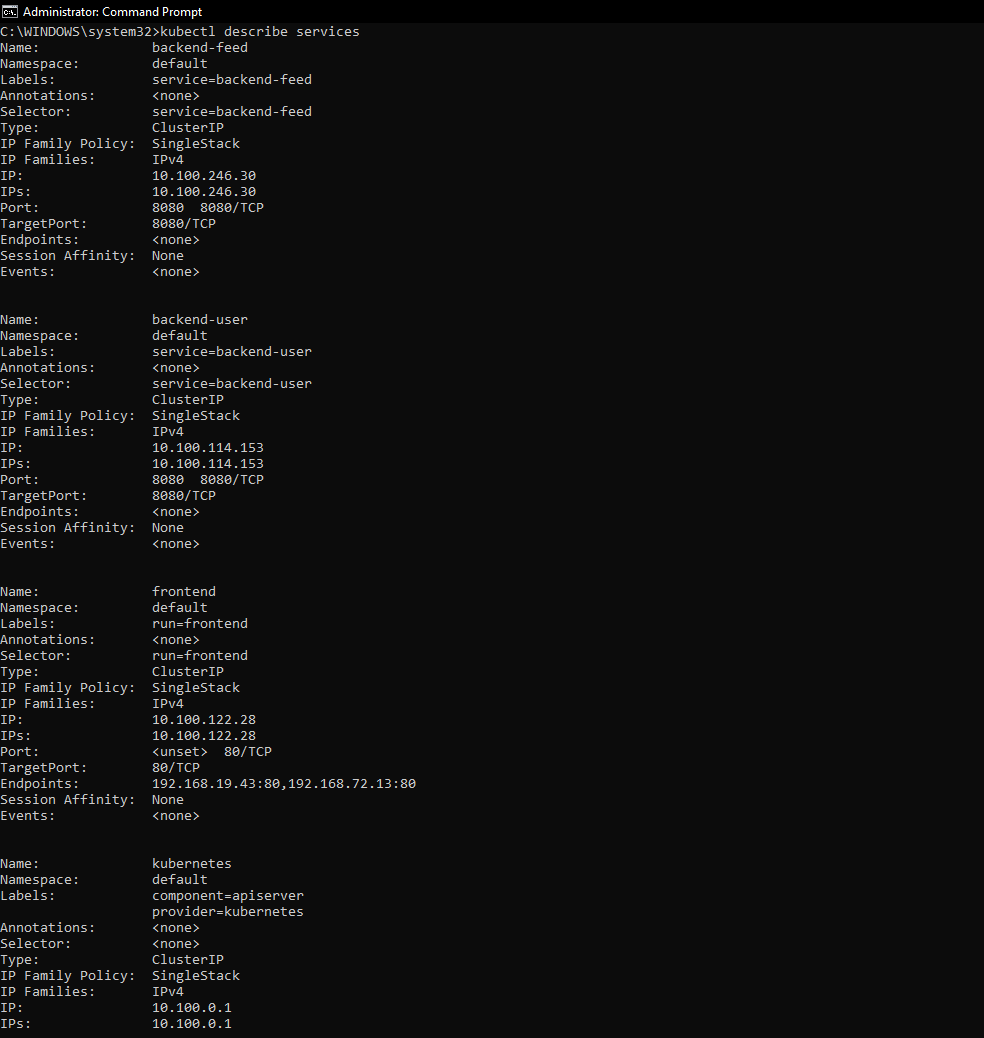 Administrator: Command Prompt
C:\WINDOWS\system32>kubectl describe services
Name:              backend-feed
Namespace:         default
Labels:            service=backend-feed
Annotations:       <none>
Selector:          service=backend-feed
Type:              ClusterIP
IP Family Policy:  SingleStack
IP Families:       IPv4
IP:                10.100.246.30
IPs:               10.100.246.30
Port:              8080  8080/TCP
TargetPort:        8080/TCP
Endpoints:         <none>
Session Affinity:  None
Events:            <none>
Name:              backend-user
Namespace:         default
Labels:            service=backend-user
Annotations:       <none>
Selector:          service=backend-user
Type:              ClusterIP
IP Family Policy:  SingleStack
IP Families:       IPv4
IP:                10.100.114.153
IPs:               10.100.114.153
Port:              8080  8080/TCP
TargetPort:        8080/TCP
Endpoints:         <none>
Session Affinity:  None
Events:            <none>
Name:              frontend
Namespace:         default
Labels:            run=frontend
Annotations:       <none>
Selector:          run=frontend
Type:              ClusterIP
IP Family Policy:  SingleStack
IP Families:       IPv4
IP:                10.100.122.28
IPs:               10.100.122.28
Port:              <unset>  80/TCP
TargetPort:        80/TCP
Endpoints:         192.168.19.43:80,192.168.72.13:80
Session Affinity:  None
Events:            <none>
Name:              kubernetes
Namespace:         default
Labels:            component=apiserver
                   provider=kubernetes
Annotations:       <none>
Selector:          <none>
Type:              ClusterIP
IP Family Policy:  SingleStack
IP Families:       IPv4
IP:                10.100.0.1
IPs:               10.100.0.1